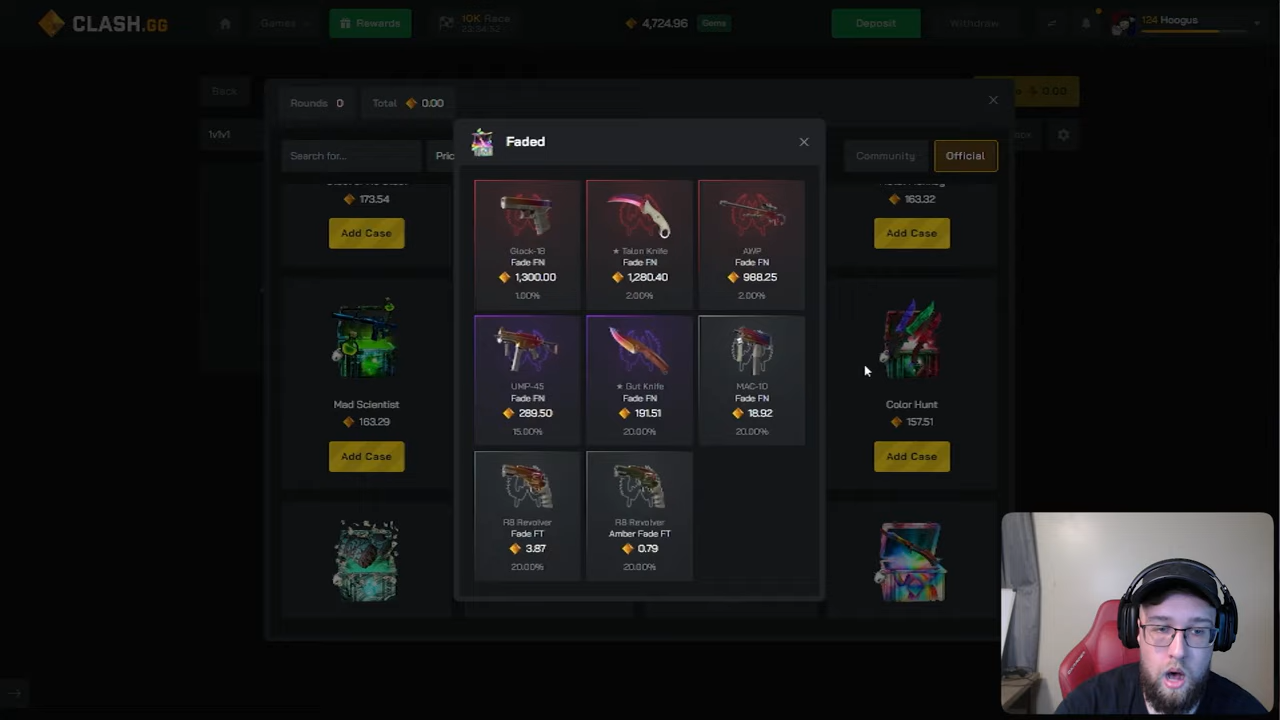 CLASH.GG
Games
Rewards
10K Race
4,724.96
Gems
Deposit
Withdraw
124 Hoogus
Back
Rounds 0
Total 0.00
0.00
1v1v1
Search for...
Faded
Community
Official
173.54
Add Case
163.32
Add Case
Glock-18
Fade FN
1,300.00
1.00%
★ Talon Knife
Fade FN
1,280.40
2.00%
AWP
Fade FN
988.25
2.00%
UMP-45
Fade FN
289.50
15.00%
★ Gut Knife
Fade FN
191.51
20.00%
MAC-10
Fade FN
18.92
20.00%
R8 Revolver
Fade FT
3.87
20.00%
R8 Revolver
Amber Fade FT
0.79
20.00%
Mad Scientist
163.29
Add Case
Color Hunt
157.51
Add Case